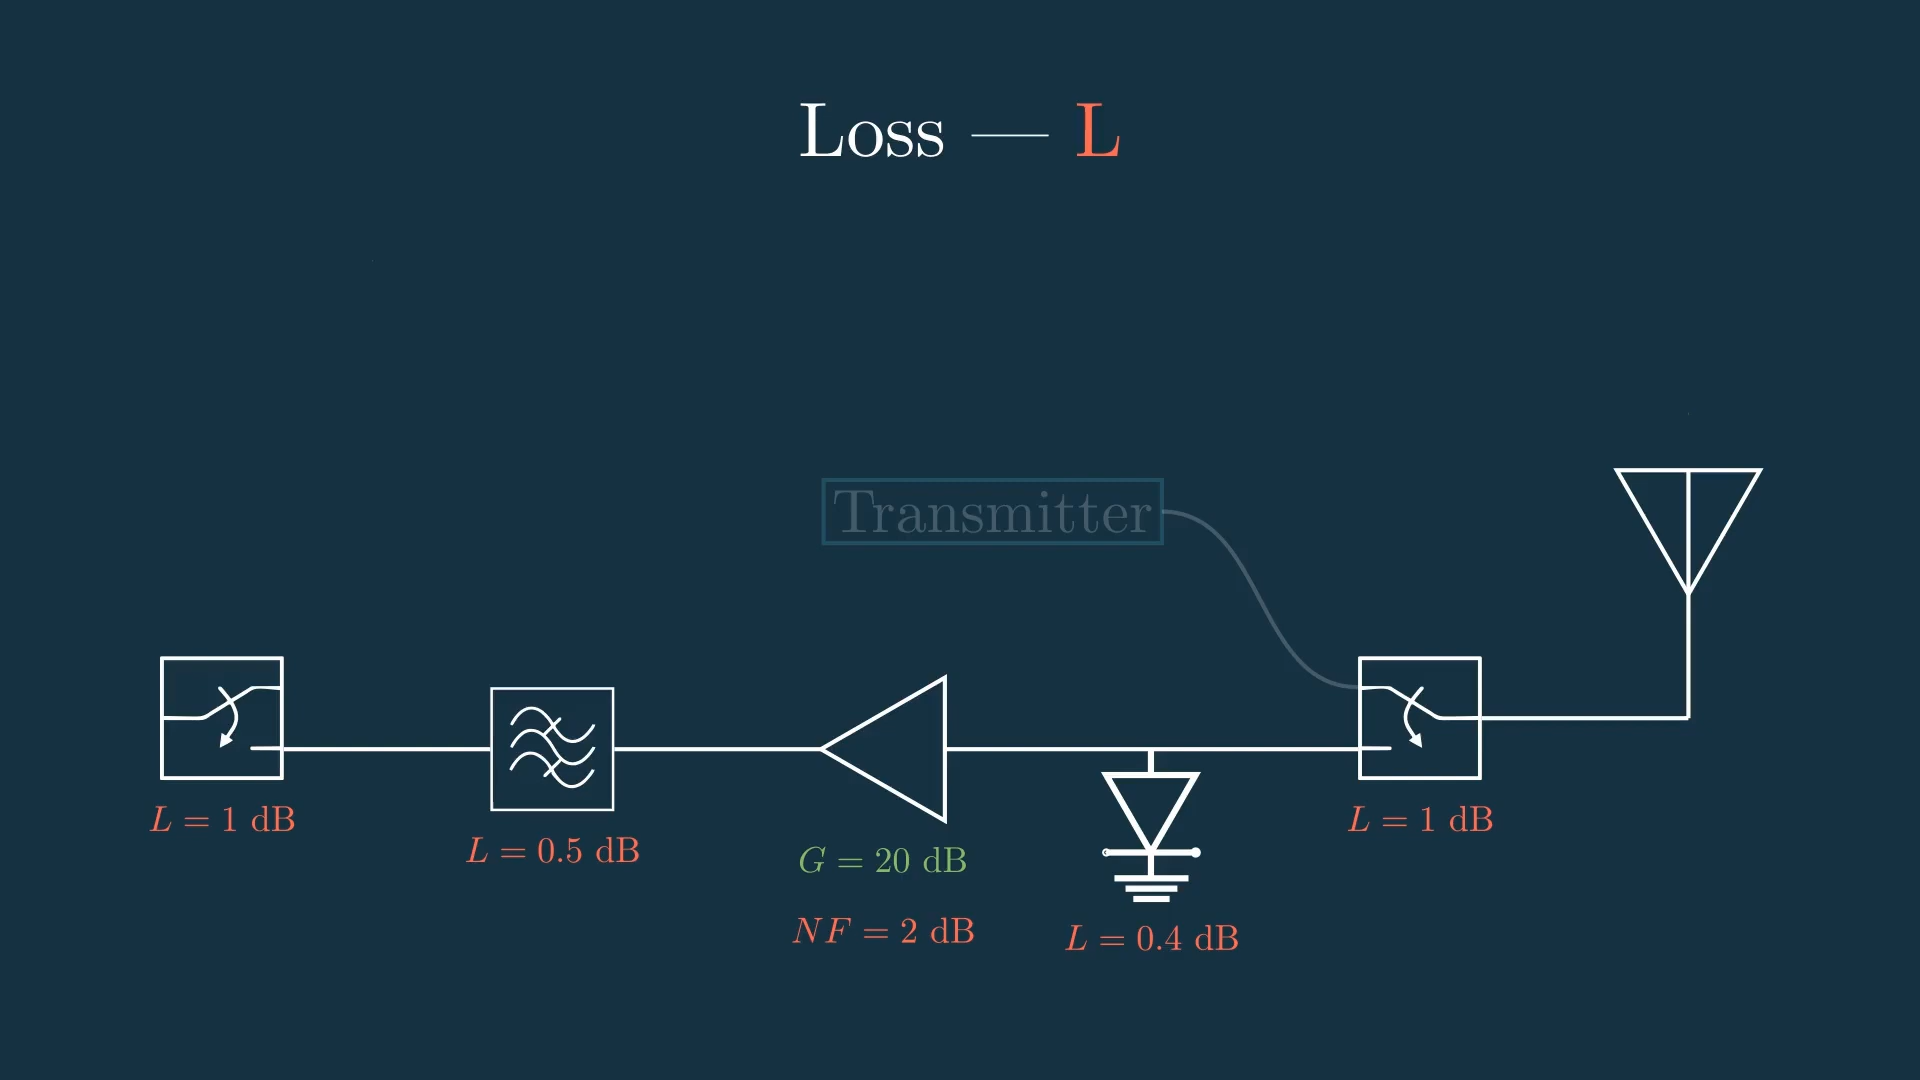 Loss — L
Transmitter
L = 1 dB
L = 0.5 dB
G = 20 dB
NF = 2 dB
L = 0.4 dB
L = 1 dB